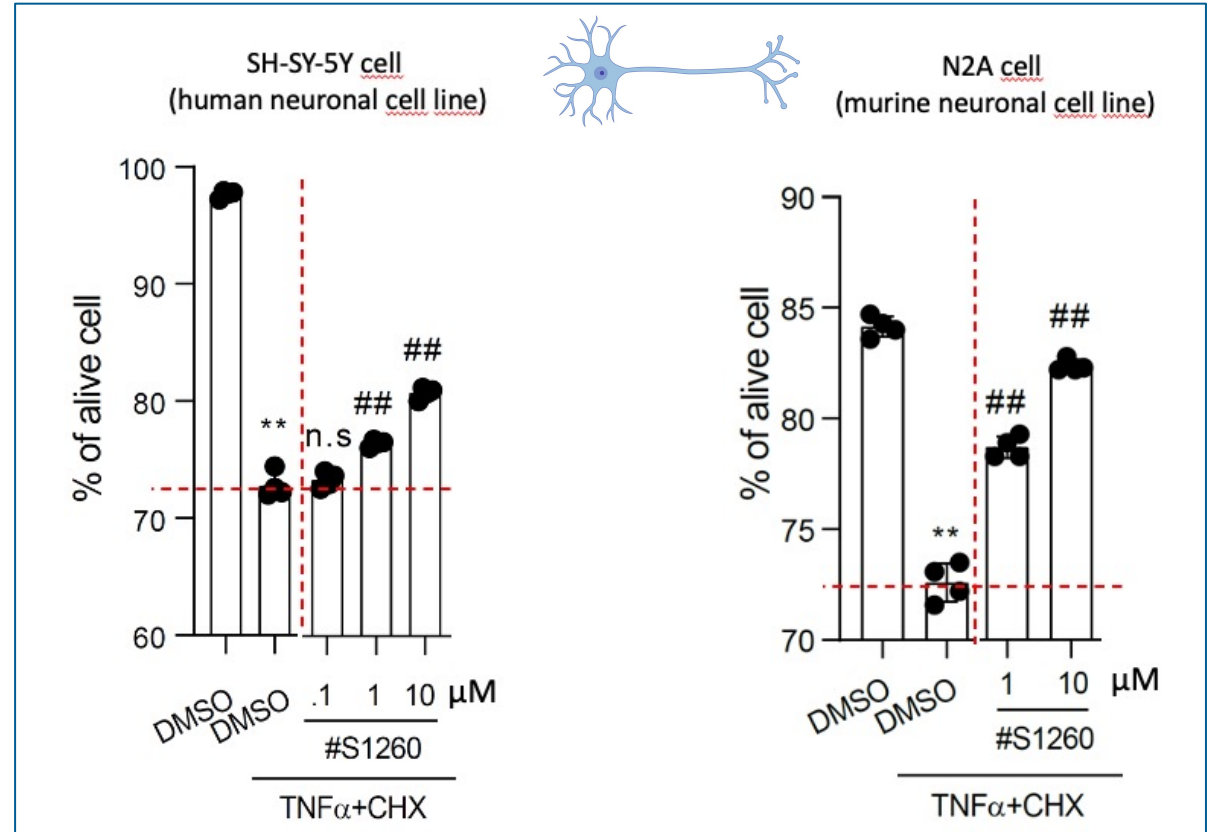 SH-SY-5Y cell
(human neuronal cell line)
% of alive cell
100
90
80
70
60
**
n.s
##
##
DMSO
DMSO
.1 1 10 µM
#S1260
TNFα+CHX
N2A cell
(murine neuronal cell line)
% of alive cell
90
85
80
75
70
**
##
##
DMSO
DMSO
1 10 µM
#S1260
TNFα+CHX